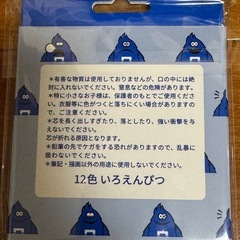 ＊有害な物質は使用しておりませんが、口の中には絶
対に入れないでください。窒息などの危険があります。
＊特に小さなお子様は、保護者のもとでご使用くださ
い。衣服等に色がつくと落ちにくい場合がありますの
で、ご注意ください。
＊芯を長く出しすぎたり、落としたり、強い衝撃を与
えないでください。
芯が折れる原因となります。
＊鉛筆の先でケガをする恐れがありますので、乱暴に
扱わないでください。
＊筆記・描画以外の用途に使用しないでください。
12色 いろえんぴつ